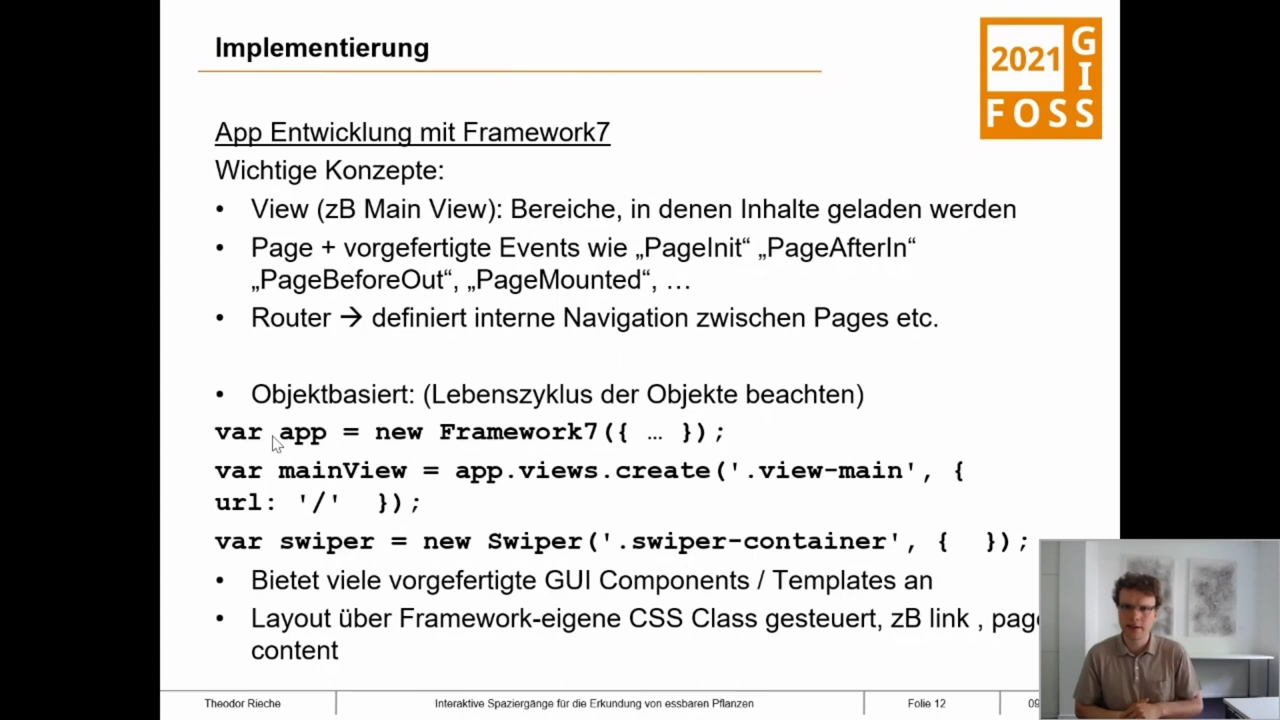 Implementierung
2021
G
I
FOSS
App Entwicklung mit Framework7
Wichtige Konzepte:
• View (zB Main View): Bereiche, in denen Inhalte geladen werden
• Page + vorgefertigte Events wie „PageInit“ „PageAfterIn“
„PageBeforeOut“, „PageMounted“, …
• Router → definiert interne Navigation zwischen Pages etc.
• Objektbasiert: (Lebenszyklus der Objekte beachten)
var app = new Framework7({ … });
var mainView = app.views.create('.view-main', {
url: '/' });
var swiper = new Swiper('.swiper-container', { });
• Bietet viele vorgefertigte GUI Components / Templates an
• Layout über Framework-eigene CSS Class gesteuert, zB link ,
content
Theodor Rieche
Interaktive Spaziergänge für die Erkundung von essbaren Pflanzen
Folie 12